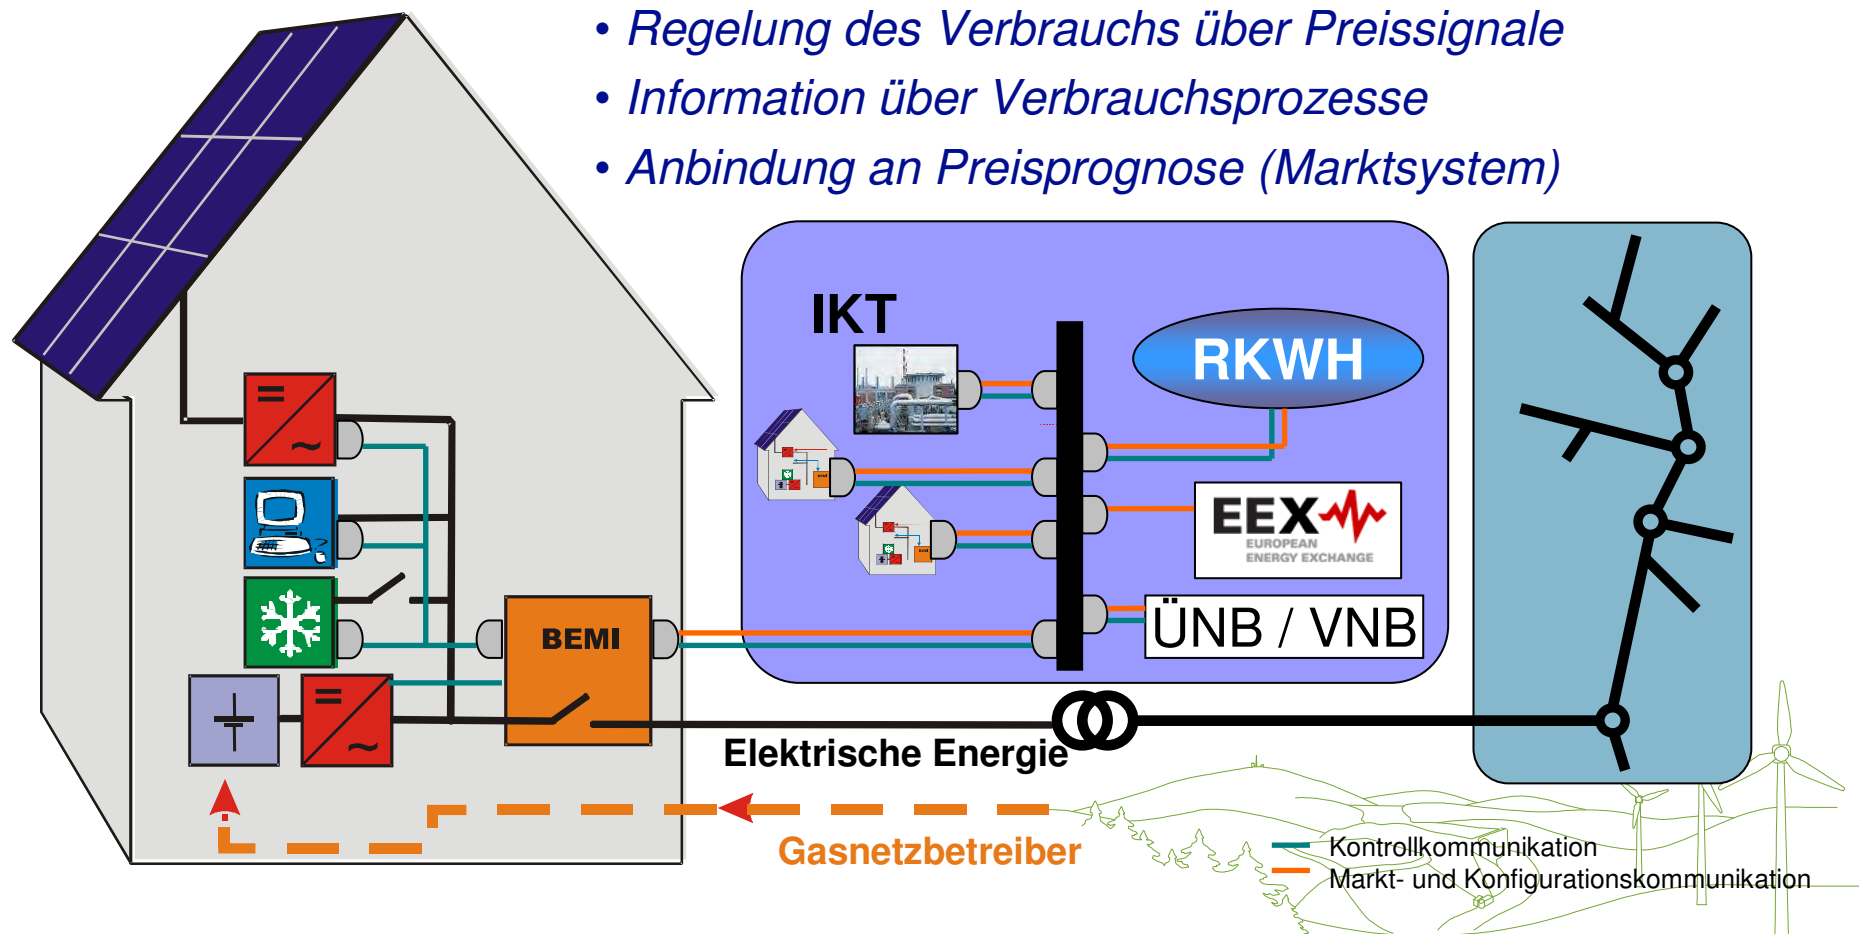 • Regelung des Verbrauchs über Preissignale
• Information über Verbrauchsprozesse
• Anbindung an Preisprognose (Marktsystem)
IKT
RKWH
EEX
EUROPEAN
ENERGY EXCHANGE
ÜNB / VNB
BEMI
Elektrische Energie
Gasnetzbetreiber
Kontrollkommunikation
Markt- und Konfigurationskommunikation